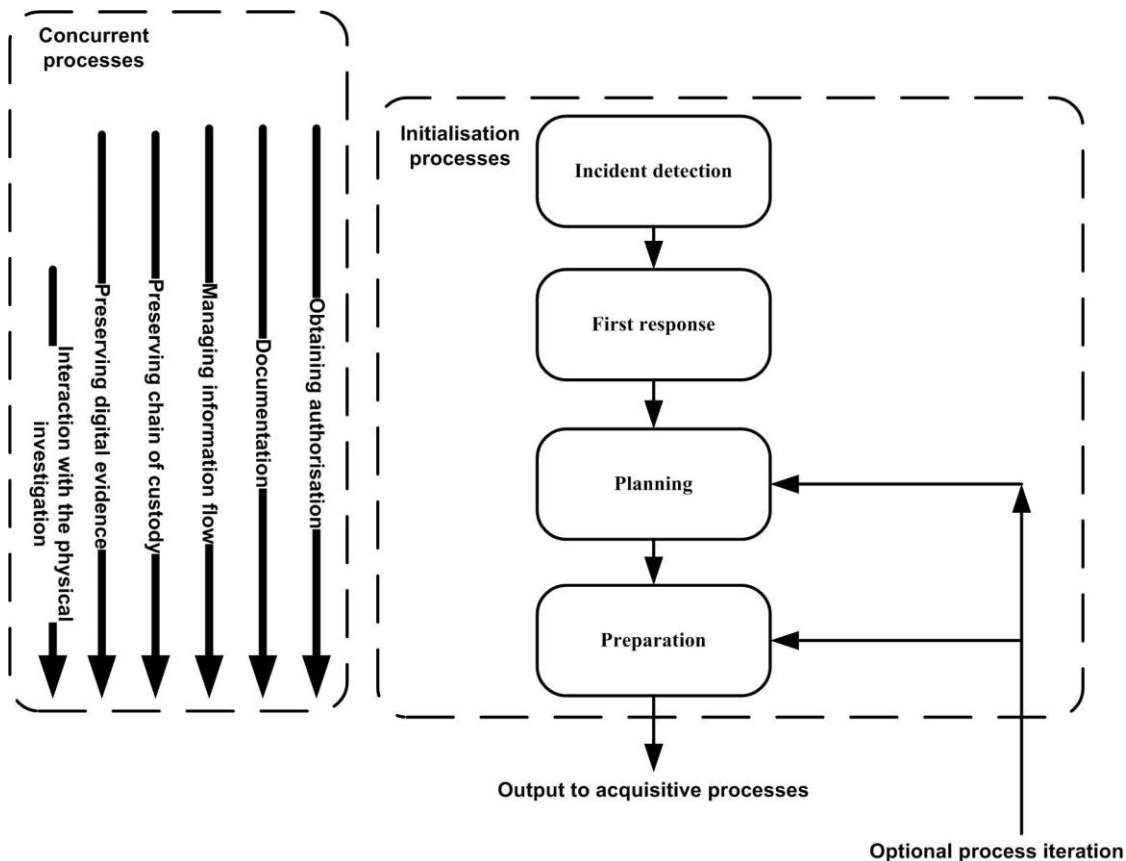 Concurrent
processes
Interaction with the physical
investigation
Preserving digital evidence
Preserving chain of custody
Managing information flow
Documentation
Obtaining authorisation
Initialisation
processes
Incident detection
First response
Planning
Preparation
Output to acquisitive processes
Optional process iteration